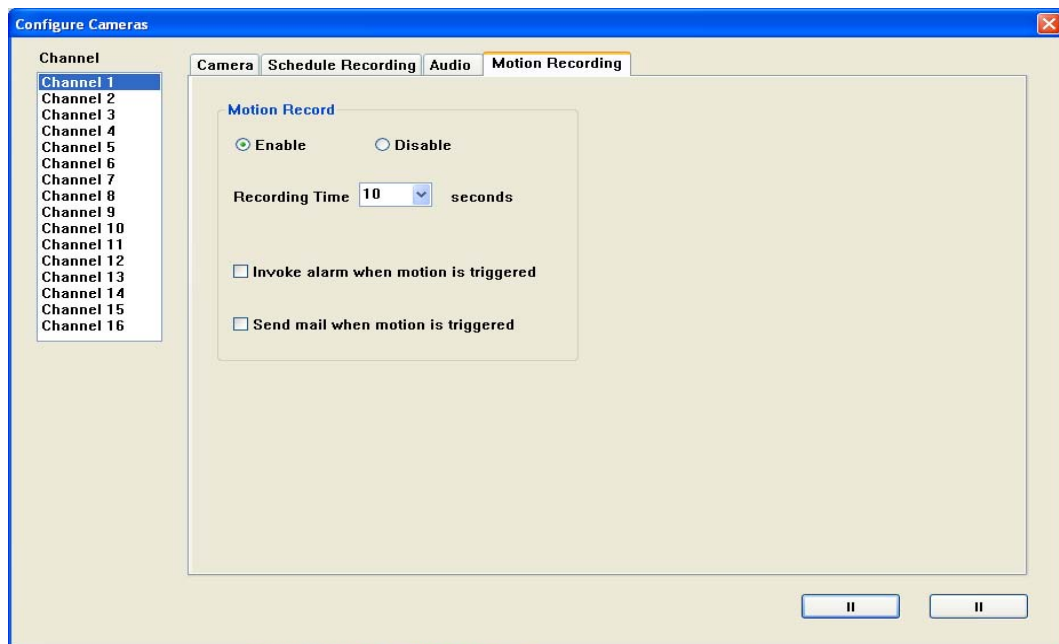 Configure Cameras
Channel
Channel 1
Channel 2
Channel 3
Channel 4
Channel 5
Channel 6
Channel 7
Channel 8
Channel 9
Channel 10
Channel 11
Channel 12
Channel 13
Channel 14
Channel 15
Channel 16
Camera
Schedule Recording
Audio
Motion Recording
Motion Record
Enable
Disable
Recording Time 10 seconds
Invoke alarm when motion is triggered
Send mail when motion is triggered